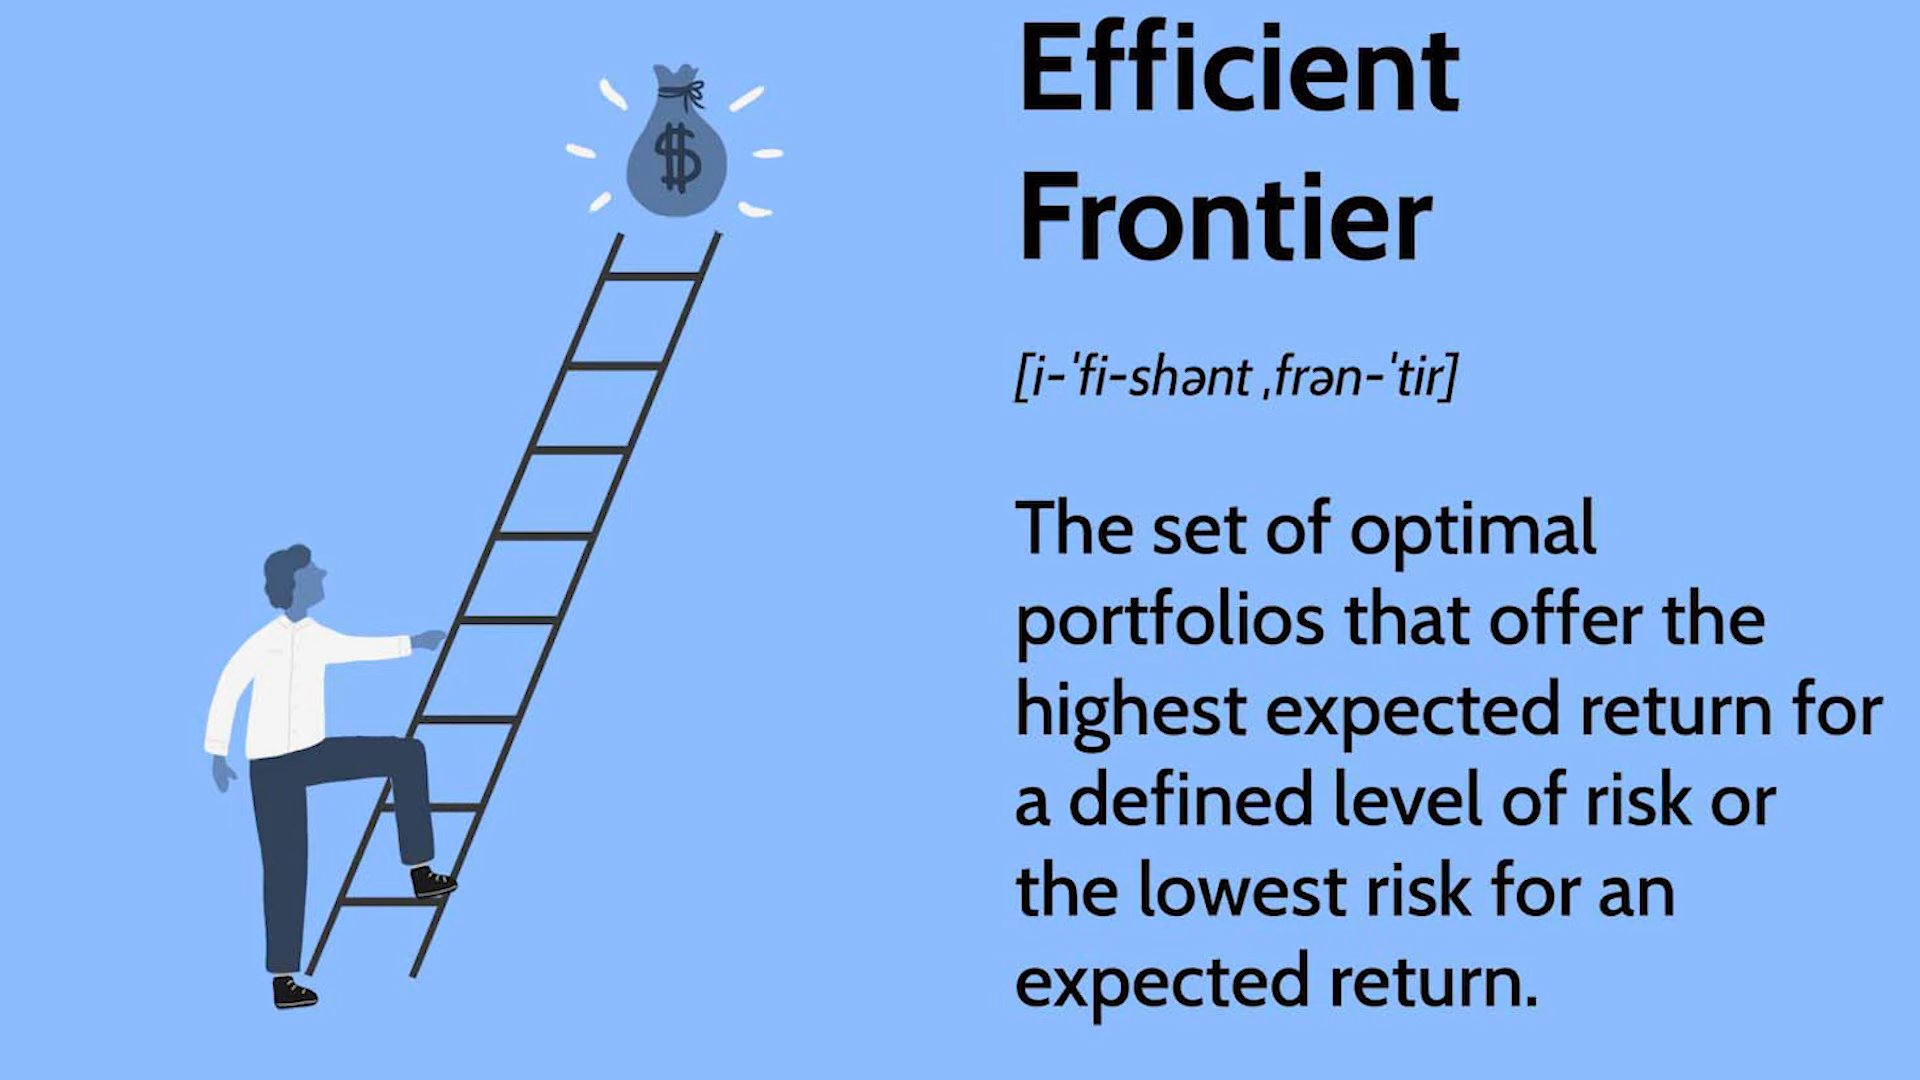 $
Efficient
Frontier
[i-ˈfi-shənt ˌfrən-ˈtir]
The set of optimal
portfolios that offer the
highest expected return for
a defined level of risk or
the lowest risk for an
expected return.